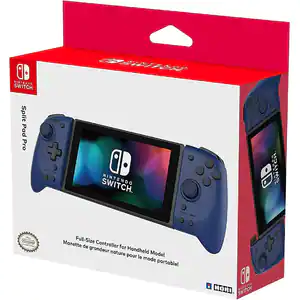 NINTENDO
SWITCH
Split Pad Pro
NINTENDO
SWITCH™
Full-Size Controller for Handheld Mode!
Manette de grandeur nature pour le mode portable!
HORI